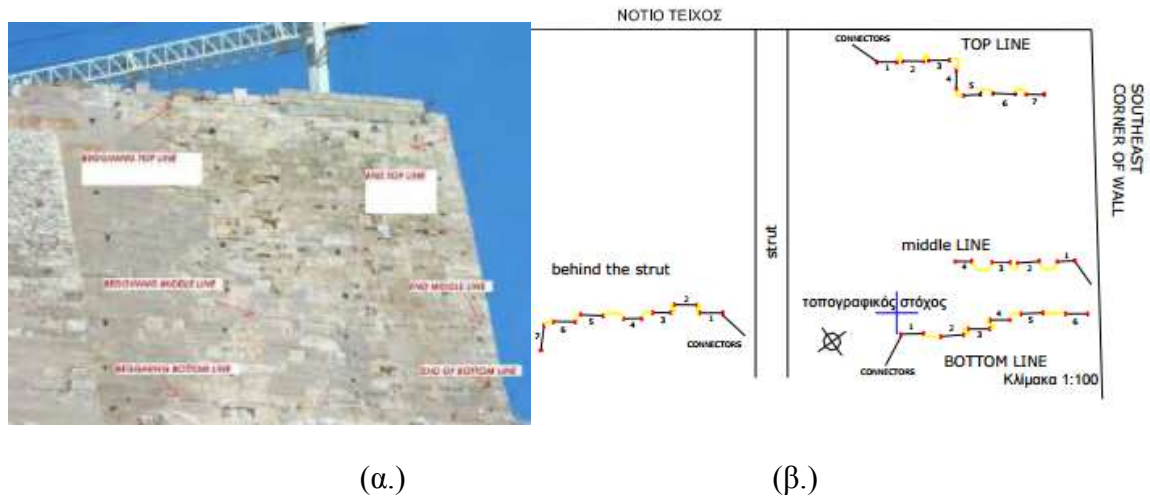 BEGGINING TOP LINE
END TOP LINE
BEGGINING MIDDLE LINE
END MIDDLE LINE
BEGGINING BOTTOM LINE
END OF BOTTOM LINE
ΝΟΤΙΟ ΤΕΙΧΟΣ
CONNECTORS
TOP LINE
1 2 3
4
5 6 7
SOUTHEAST
CORNER OF WALL
strut
middle LINE
4 3 2 1
behind the strut
7 6 5 4 3 2 1
CONNECTORS
τοπογραφικός στόχος
1 2 3 4 5 6
CONNECTORS
BOTTOM LINE
Κλίμακα 1:100
(α.)
(β.)